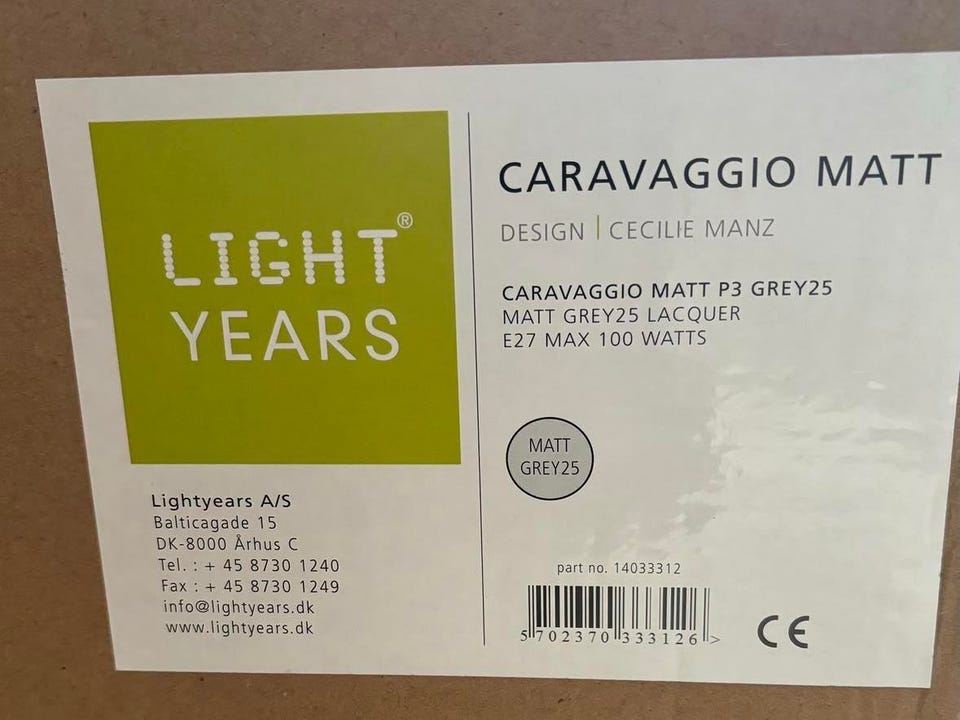 LIGHT®
YEARS
Lightyears A/S
Balticagade 15
DK-8000 Århus C
Tel. : + 45 8730 1240
Fax : + 45 8730 1249
info@lightyears.dk
www.lightyears.dk
CARAVAGGIO MATT
DESIGN | CECILIE MANZ
CARAVAGGIO MATT P3 GREY25
MATT GREY25 LACQUER
E27 MAX 100 WATTS
MATT
GREY25
part no. 14033312
5 702370 333126 >
CE